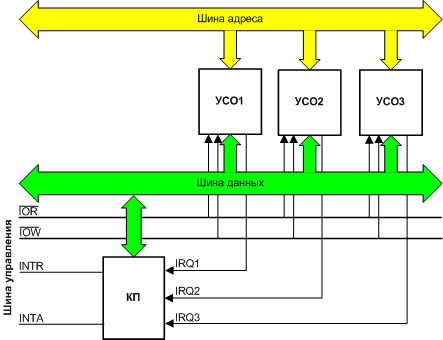 Шина адреса
УСО1
УСО2
УСО3
Шина данных
Шина управления
IOR
IOW
INTR
INTA
КП
IRQ1
IRQ2
IRQ3